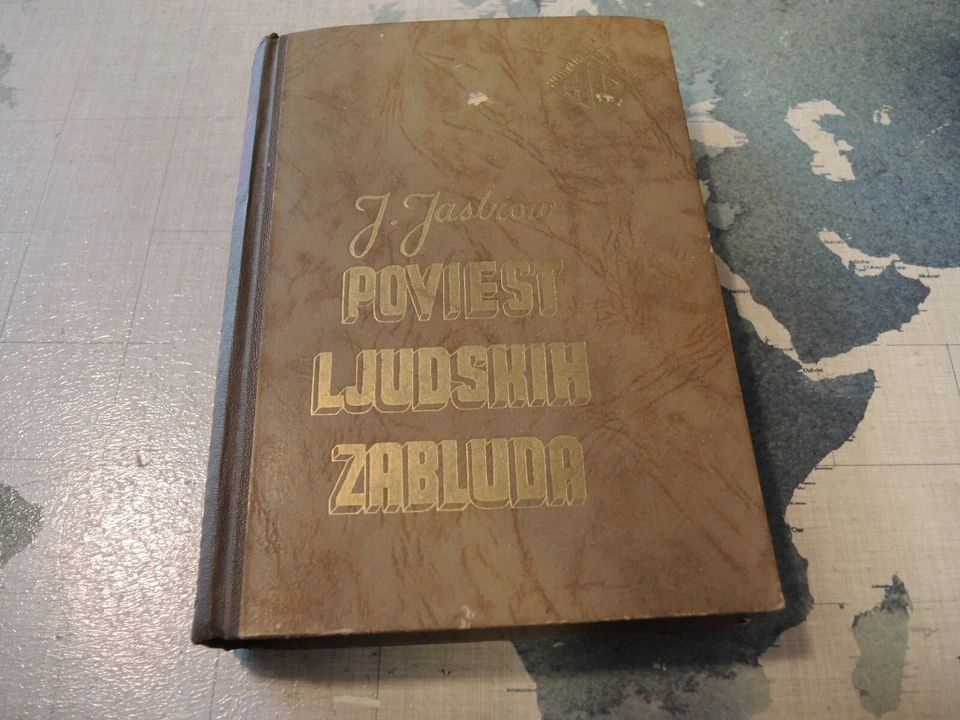 J. Jastrow
POVIEST
LJUDSKIH
ZABLUDA